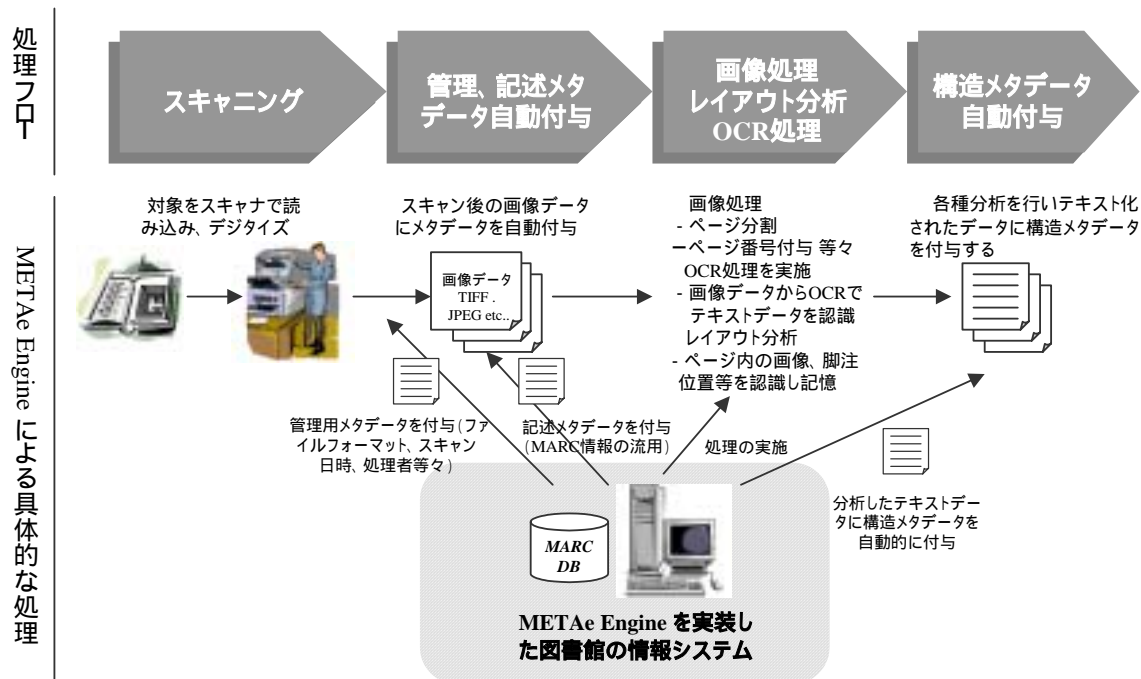 処理フロー
スキャニング
管理、記述メタ
データ自動付与
画像処理
レイアウト分析
OCR処理
構造メタデータ
自動付与
METAe Engine による具体的な処理
対象をスキャナで読
み込み、デジタイズ
スキャン後の画像データ
にメタデータを自動付与
画像データ
TIFF .
JPEG etc..
画像処理
- ページ分割
ーページ番号付与 等々
OCR処理を実施
- 画像データからOCRで
テキストデータを認識
レイアウト分析
- ページ内の画像、脚注
位置等を認識し記憶
各種分析を行いテキスト化
されたデータに構造メタデータ
を付与する
管理用メタデータを付与(ファ
イルフォーマット、スキャン
日時、処理者等々)
記述メタデータを付与
(MARC情報の流用)
処理の実施
分析したテキストデー
タに構造メタデータを
自動的に付与
MARC
DB
METAe Engine を実装し
た図書館の情報システム